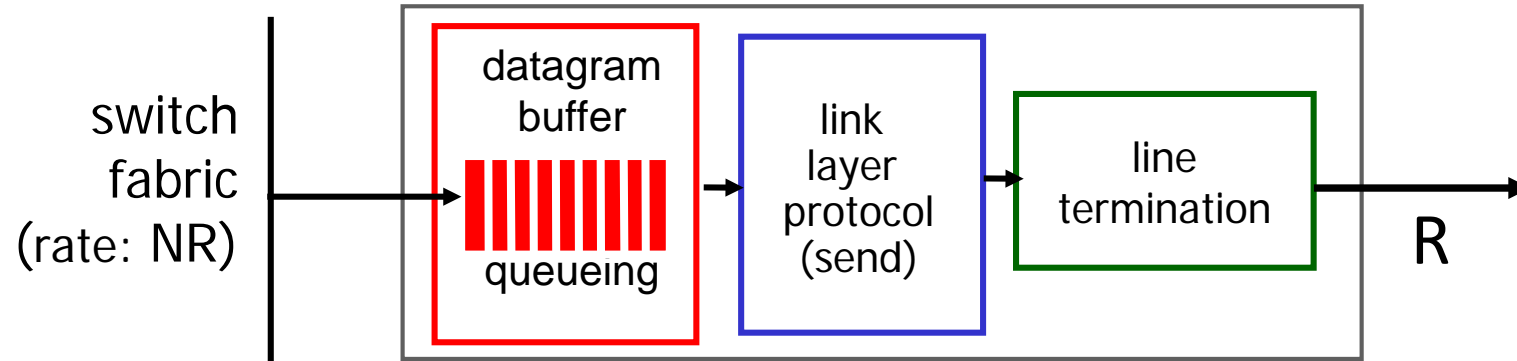 switch
fabric
(rate: NR)
datagram
buffer
queueing
link
layer
protocol
(send)
line
termination
R